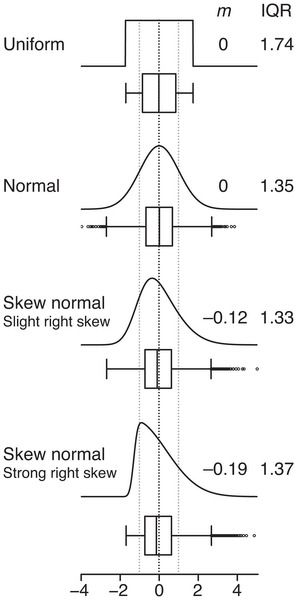 m IQR
Uniform 0 1.74
Normal 0 1.35
Skew normal
Slight right skew −0.12 1.33
Skew normal
Strong right skew −0.19 1.37
−4 −2 0 2 4